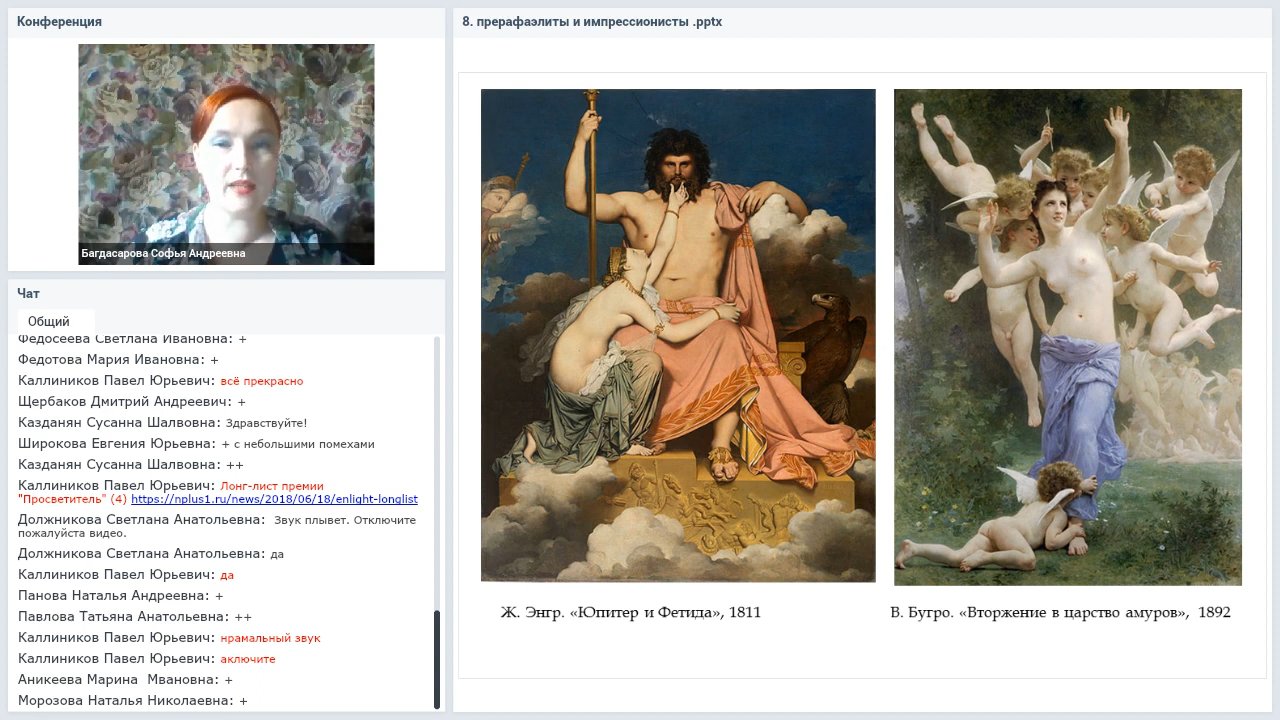 Конференция
Багдасарова Софья Андреевна
Чат
Общий
Федосеева Светлана Ивановна: +
Федотова Мария Ивановна: +
Каллиников Павел Юрьевич: всё прекрасно
Щербаков Дмитрий Андреевич: +
Казданян Сусанна Шалвовна: Здравствуйте!
Широкова Евгения Юрьевна: + с небольшими помехами
Казданян Сусанна Шалвовна: ++
Каллиников Павел Юрьевич: Лонг-лист премии
"Просветитель" (4) https://nplus1.ru/news/2018/06/18/enlight-longlist
Должникова Светлана Анатольевна: Звук плывет. Отключите
пожалуйста видео.
Должникова Светлана Анатольевна: да
Каллиников Павел Юрьевич: да
Панова Наталья Андреевна: +
Павлова Татьяна Анатольевна: ++
Каллиников Павел Юрьевич: нрамальный звук
Каллиников Павел Юрьевич: аключите
Аникеева Марина Мвановна: +
Морозова Наталья Николаевна: +
8. прерафаэлиты и импрессионисты .pptx
Ж. Энгр. «Юпитер и Фетида», 1811
В. Бугро. «Вторжение в царство амуров», 1892